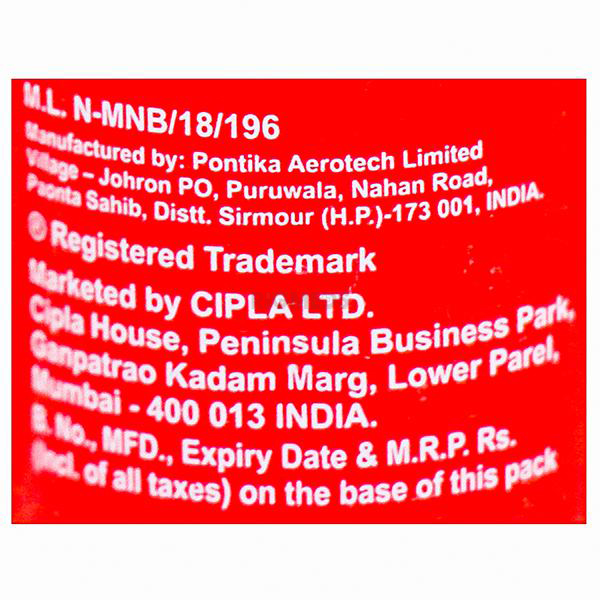 M.L. N-MNB/18/196
Manufactured by: Pontika Aerotech Limited
Village – Johron PO, Puruwala, Nahan Road,
Paonta Sahib, Distt. Sirmour (H.P.)-173 001, INDIA.
® Registered Trademark
Marketed by CIPLA LTD.
Cipla House, Peninsula Business Park,
Ganpatrao Kadam Marg, Lower Parel,
Mumbai - 400 013 INDIA.
B. No., MFD., Expiry Date & M.R.P. Rs.
(Incl. of all taxes) on the base of this pack